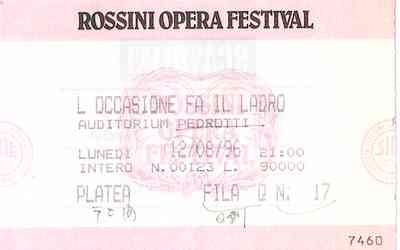 ROSSINI OPERA FESTIVAL
L OCCASIONE FA IL LADRO
AUDITORIUM PEDROTTI
LUNEDI 12/08/96 21:00
INTERO N.00123 L. 90000
PLATEA FILA Q N. 17
7460